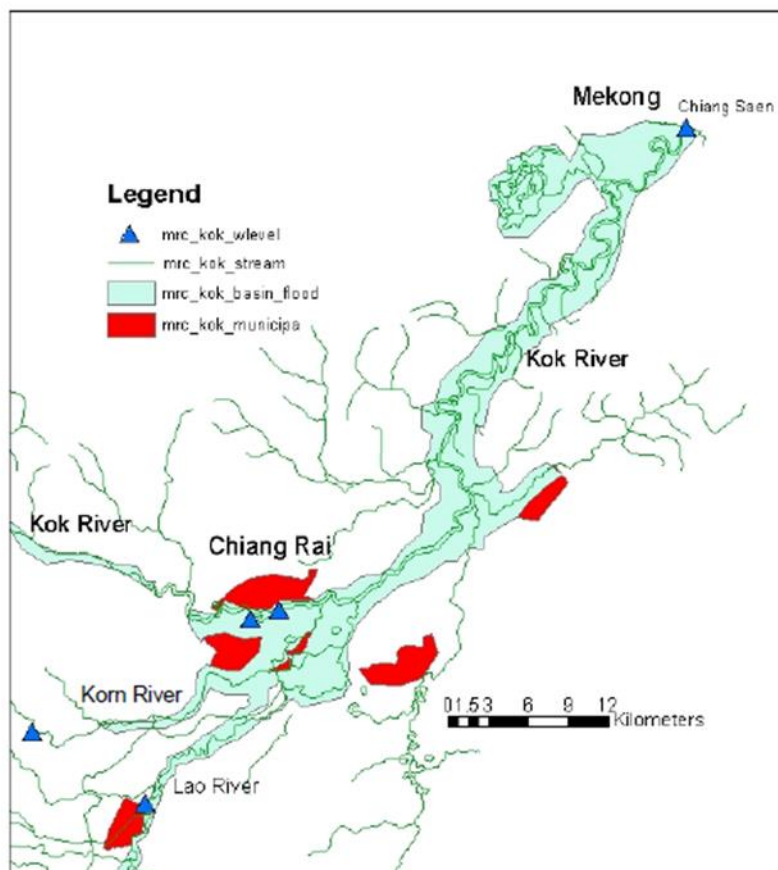 Mekong
Chiang Saen
Legend
mrc_kok_wlevel
mrc_kok_stream
mrc_kok_basin_flood
mrc_kok_municipa
Kok River
Kok River
Chiang Rai
Korn River
0 1.5 3 6 9 12
Kilometers
Lao River